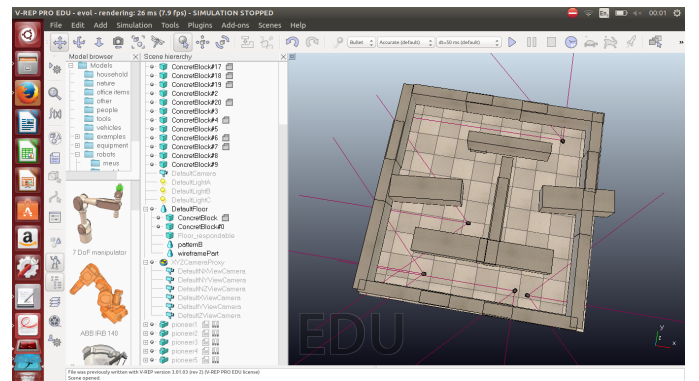 V-REP PRO EDU - evol - rendering: 26 ms (7.9 fps) - SIMULATION STOPPED
00:01
File Edit Add Simulation Tools Plugins Add-ons Scenes Help
Bullet Accurate (default) dt=50 ms (default)
Model browser
Models
household
nature
office items
other
people
tools
vehicles
examples
equipment
robots
meus
7 DoF manipulator
ABB IRB 140
Scene hierarchy
ConcretBlock#17
ConcretBlock#18
ConcretBlock#19
ConcretBlock#2
ConcretBlock#20
ConcretBlock#3
ConcretBlock#4
ConcretBlock#5
ConcretBlock#6
ConcretBlock#7
ConcretBlock#8
ConcretBlock#9
DefaultCamera
DefaultLightA
DefaultLightB
DefaultLightC
DefaultFloor
ConcretBlock
ConcretBlock#0
Floor_respondable
patternB
wireframePart
XYZCameraProxy
DefaultNXViewCamera
DefaultNYViewCamera
DefaultNZViewCamera
DefaultXViewCamera
DefaultYViewCamera
DefaultZViewCamera
pioneer1
pioneer2
pioneer3
pioneer4
pioneer5
EDU
y
z
x
File was previously written with V-REP version 3.01.03 (rev 2) (V-REP PRO EDU license)
Scene opened.